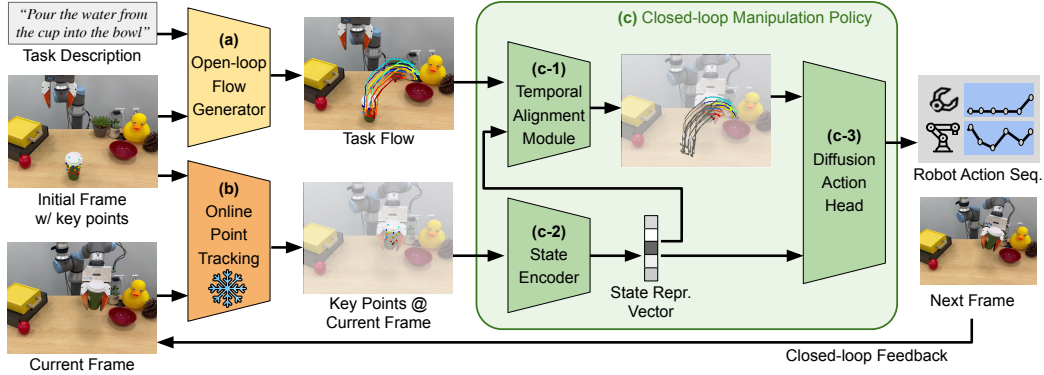 “Pour the water from
the cup into the bowl”
Task Description
(a)
Open-loop
Flow
Generator
Task Flow
Initial Frame
w/ key points
(b)
Online
Point
Tracking
Key Points @
Current Frame
Current Frame
(c) Closed-loop Manipulation Policy
(c-1)
Temporal
Alignment
Module
(c-2)
State
Encoder
State Repr.
Vector
(c-3)
Diffusion
Action
Head
Robot Action Seq.
Next Frame
Closed-loop Feedback